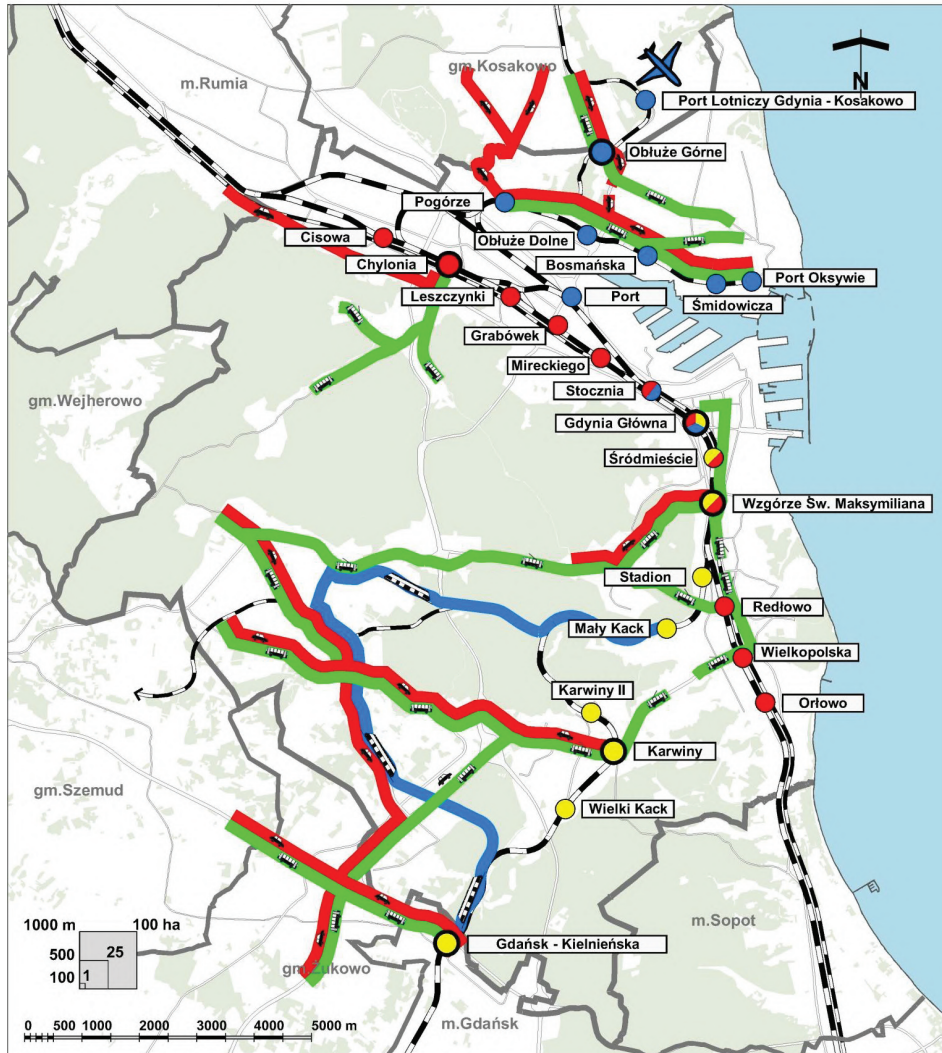 gm.Kosakowo
m.Rumia
N
Port Lotniczy Gdynia - Kosakowo
Obłuże Górne
Pogórze
Cisowa
Obłuże Dolne
Chylonia
Bosmańska
Port Oksywie
Leszczynki
Port
Śmidowicza
Grabówek
Mireckiego
gm.Wejherowo
Stocznia
Gdynia Główna
Śródmieście
Wzgórze Św. Maksymiliana
Stadion
Redłowo
Mały Kack
Wielkopolska
Karwiny II
Orłowo
Karwiny
gm.Szemud
Wielki Kack
1000 m 100 ha
m.Sopot
500 25
100 1
Gdańsk - Kielnieńska
gm.Żukowo
m.Gdańsk
0 500 1000 2000 3000 4000 5000 m